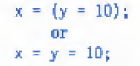 x = (y = 10);
or
x = y = 10;